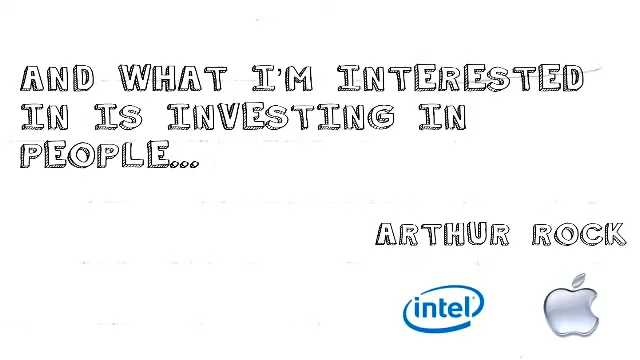 AND WHAT I'M INTERESTED
IN IS INVESTING IN
PEOPLE...
ARTHUR ROCK
intel